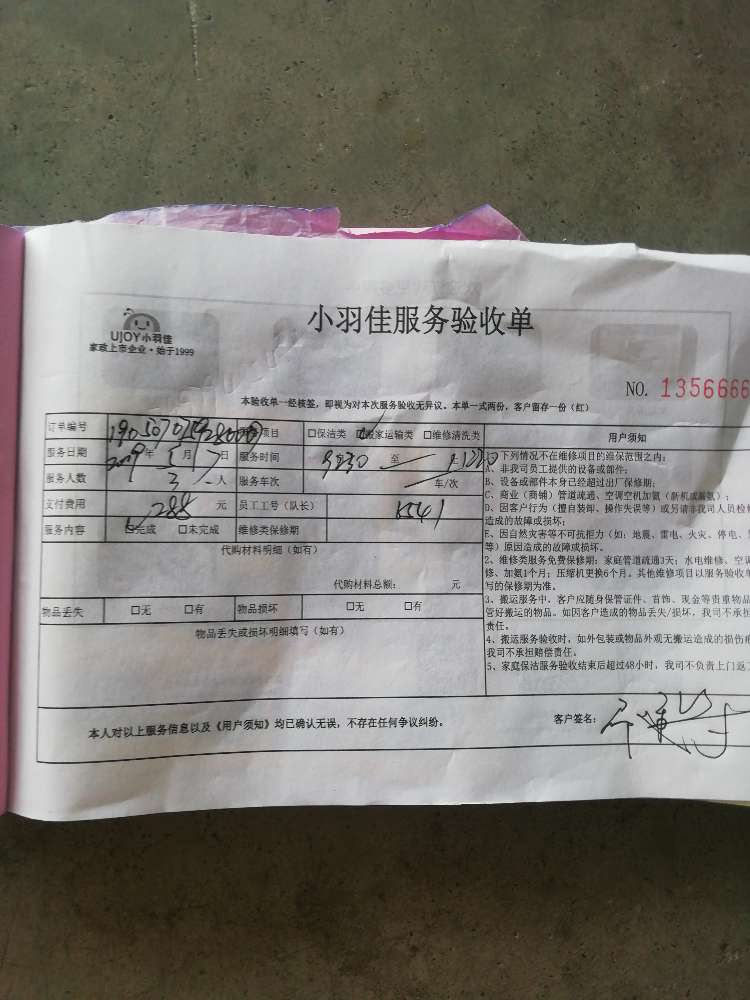 UJOY小羽佳
家政上市企业·始于1999
小羽佳服务验收单
NO. 13566666
本验收单一经核签，即视为对本次服务验收无异议。本单一式两份，客户留存一份（红）
订单编号 项目 □保洁类 □搬家运输类 □维修清洗类
服务日期 2019年5月17日 服务时间 至
服务人数 3人 服务车次 车/次
支付费用 288元 员工工号（队长）
服务内容 □完成 □未完成 维修类保修期
代购材料明细（如有）
代购材料总额： 元
物品丢失 □无 □有 物品损坏 □无 □有
物品丢失或损坏明细填写（如有）
用户须知
下列情况不在维修项目的维保范围之内：
A、非我司员工提供的设备或部件；
B、设备或部件本身已经超出厂保修期；
C、商业（商铺）管道疏通、空调空机加氨（新机或漏氨）；
D、因客户行为（擅自装卸、操作失误等）或另请非我司人员检修
造成的故障或损坏；
E、因自然灾害等不可抗拒力（如：地震、雷电、火灾、停电、
等）原因造成的故障或损坏。
2、维修类服务免费保修期：家庭管道疏通3天；水电维修、空调
修、加氨1个月；压缩机更换6个月。其他维修项目以服务验收单
写的保修期为准。
3、搬运服务中，客户应随身保管证件、首饰、现金等贵重物品
管好搬运的物品。如因客户造成的物品丢失/损坏，我司不承担
责任。
4、搬运服务验收时，如外包装或物品外观无搬运造成的损伤痕
我司不承担赔偿责任。
5、家庭保洁服务验收结束后超过48小时，我司不负责上门返工
本人对以上服务信息以及《用户须知》均已确认无误，不存在任何争议纠纷。
客户签名：